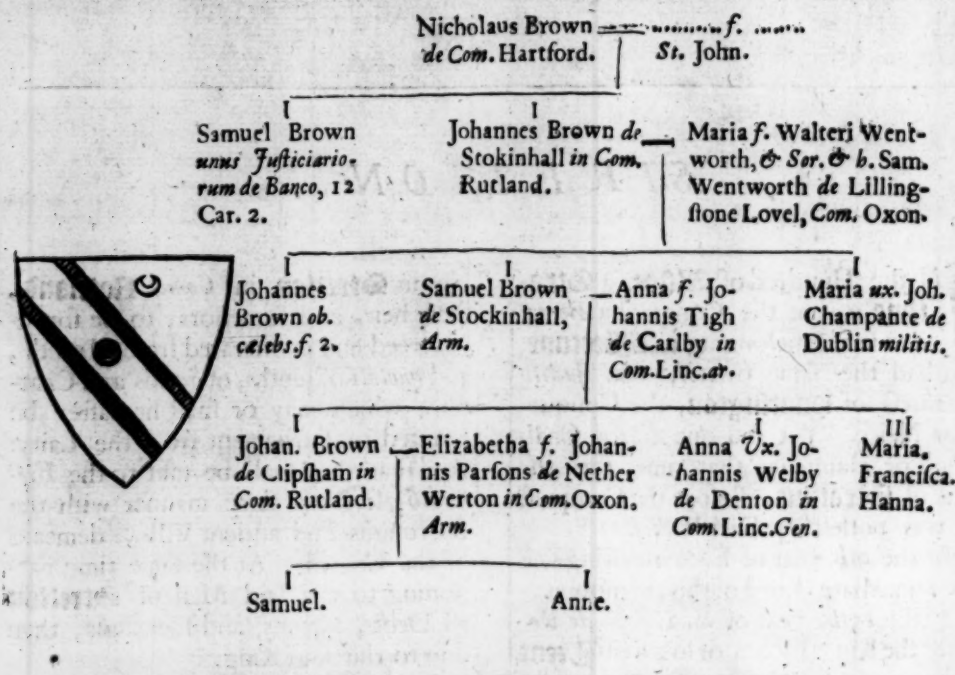 Nicholaus Brown f.
de Com. Hartford. St. John.
Samuel Brown
unus Juſticiario-
rum de Banco, 12
Car. 2.
Johannes Brown de
Stokinhall in Com.
Rutland.
Maria f. Walteri Went-
worth, & Sor. & h. Sam.
Wentworth de Lilling-
ſtone Lovel, Com. Oxon.
Johannes
Brown ob.
cælebs ſ. 2.
Samuel Brown
de Stockinhall,
Arm.
Anna f. Jo-
hannis Tigh
de Carlby in
Com. Linc. ar.
Maria ux. Joh.
Champante de
Dublin militis.
Johan. Brown
de Clipſham in
Com. Rutland.
Elizabetha f. Johan-
nis Parſons de Nether
Werton in Com. Oxon.
Arm.
Anna Ux. Jo-
hannis Welby
de Denton in
Com. Linc. Gen.
Maria.
Franciſca.
Hanna.
Samuel.
Anne.